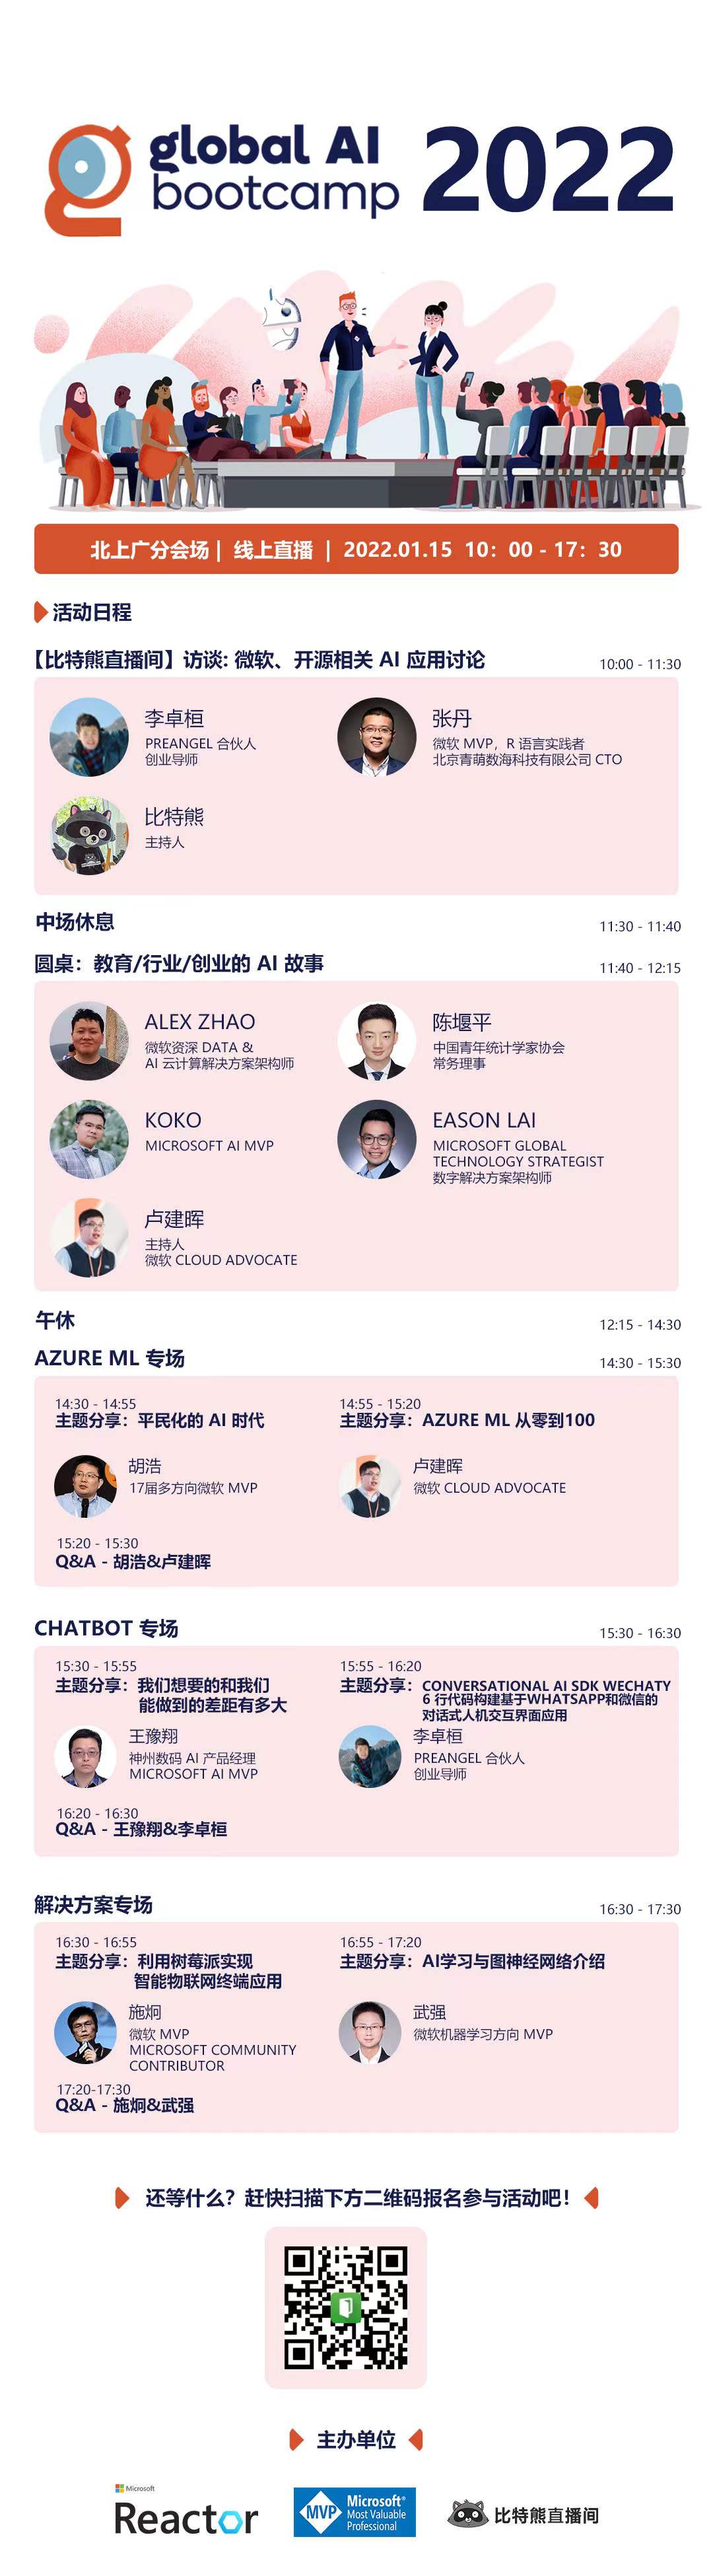 global AI
bootcamp
2022
北上广分会场 | 线上直播 | 2022.01.15 10：00 - 17：30
活动日程
【比特熊直播间】访谈: 微软、开源相关 AI 应用讨论
10:00 - 11:30
李卓桓
PREANGEL 合伙人
创业导师
张丹
微软 MVP，R 语言实践者
北京青萌数海科技有限公司 CTO
比特熊
主持人
中场休息
11:30 - 11:40
圆桌：教育/行业/创业的 AI 故事
11:40 - 12:15
ALEX ZHAO
微软资深 DATA &
AI 云计算解决方案架构师
陈堰平
中国青年统计学家协会
常务理事
KOKO
MICROSOFT AI MVP
EASON LAI
MICROSOFT GLOBAL
TECHNOLOGY STRATEGIST
数字解决方案架构师
卢建晖
主持人
微软 CLOUD ADVOCATE
午休
12:15 - 14:30
AZURE ML 专场
14:30 - 15:30
14:30 - 14:55
主题分享：平民化的 AI 时代
胡浩
17届多方向微软 MVP
14:55 - 15:20
主题分享：AZURE ML 从零到100
卢建晖
微软 CLOUD ADVOCATE
15:20 - 15:30
Q&A - 胡浩&卢建晖
CHATBOT 专场
15:30 - 16:30
15:30 - 15:55
主题分享：我们想要的和我们
能做到的差距有多大
王豫翔
神州数码 AI 产品经理
MICROSOFT AI MVP
15:55 - 16:20
主题分享：CONVERSATIONAL AI SDK WECHATY
6 行代码构建基于WHATSAPP和微信的
对话式人机交互界面应用
李卓桓
PREANGEL 合伙人
创业导师
16:20 - 16:30
Q&A - 王豫翔&李卓桓
解决方案专场
16:30 - 17:30
16:30 - 16:55
主题分享：利用树莓派实现
智能物联网终端应用
施炯
微软 MVP
MICROSOFT COMMUNITY
CONTRIBUTOR
16:55 - 17:20
主题分享：AI学习与图神经网络介绍
武强
微软机器学习方向 MVP
17:20-17:30
Q&A - 施炯&武强
还等什么？赶快扫描下方二维码报名参与活动吧！
主办单位
Microsoft
Reactor
MVP
Microsoft®
Most Valuable
Professional
比特熊直播间